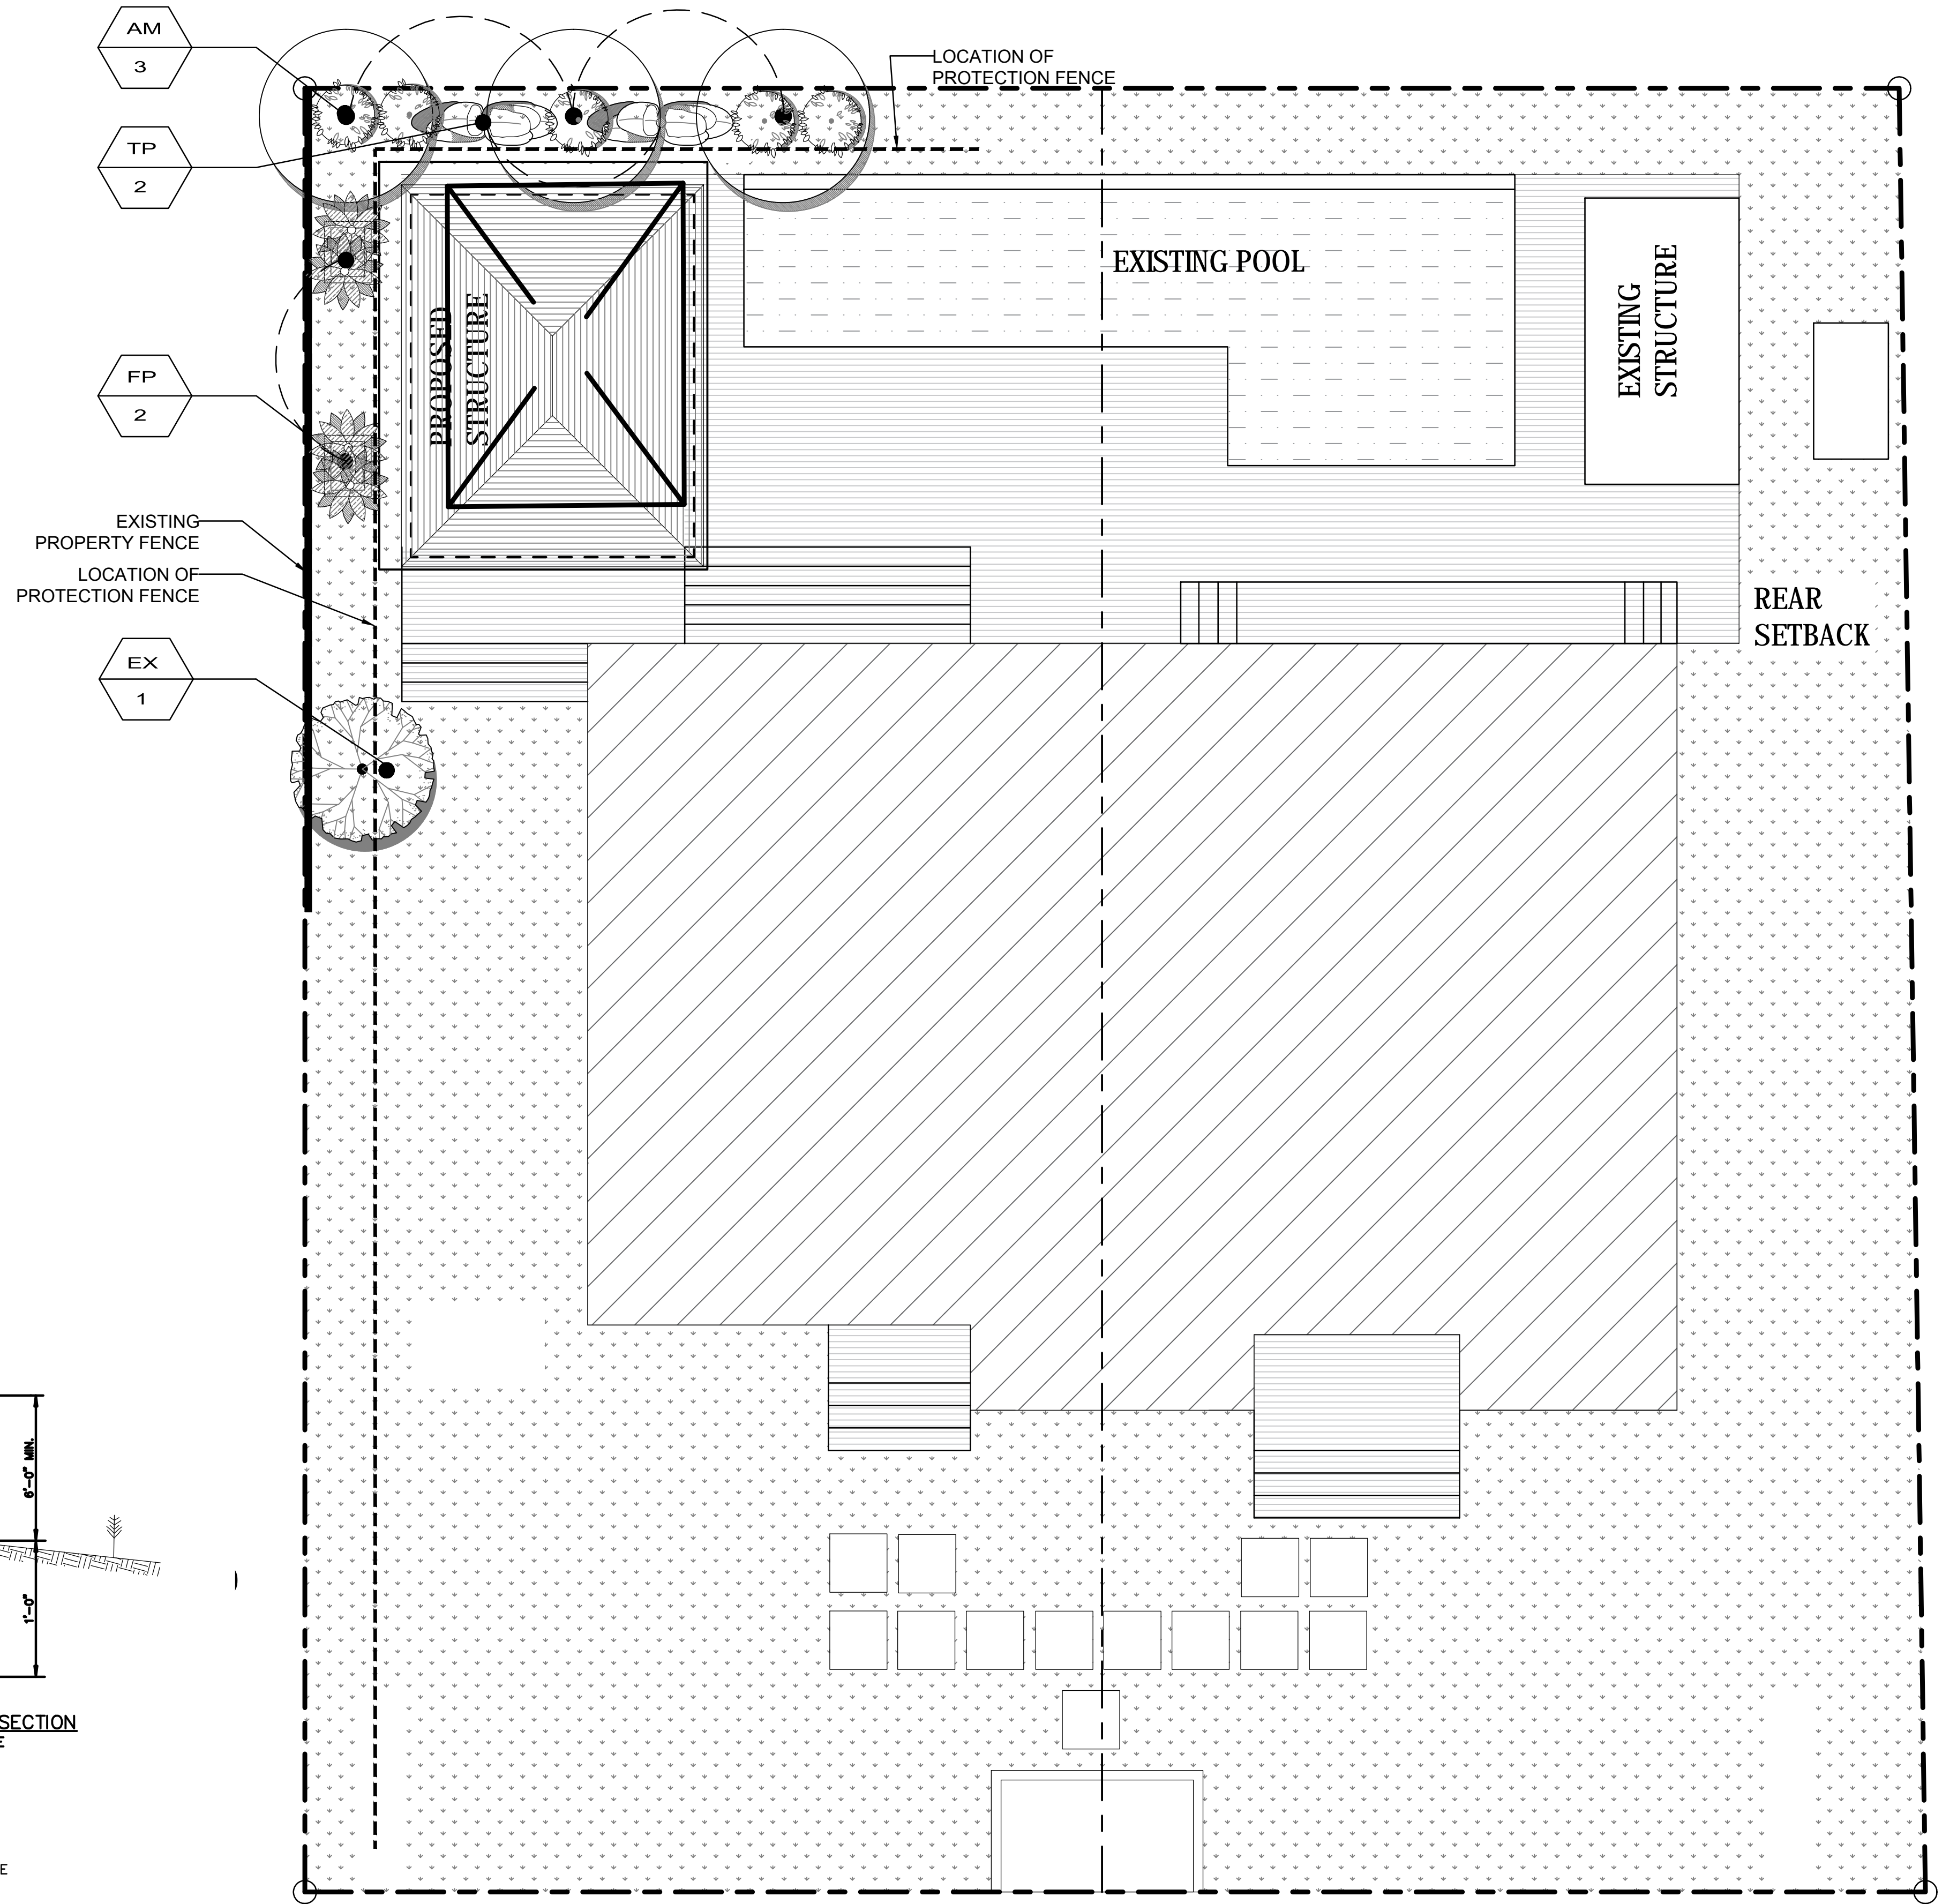 AM
3
LOCATION OF
PROTECTION FENCE
TP
2
EXISTING POOL
EXISTING
STRUCTURE
PROPOSED
STRUCTURE
FP
2
EXISTING
PROPERTY FENCE
LOCATION OF
PROTECTION FENCE
REAR
SETBACK
EX
1
6'-0" MIN.
1'-0"
SECTION
E
E